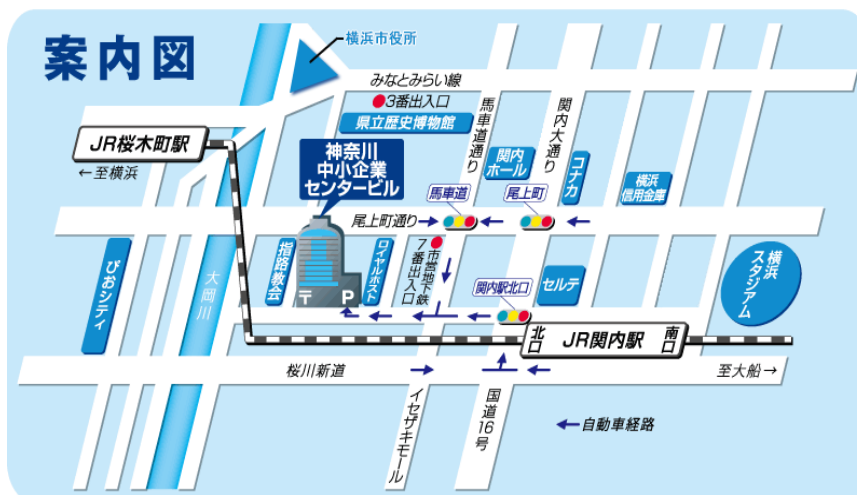 案内図
横浜市役所
みなとみらい線
3番出入口
県立歴史博物館
馬車道通り
関内大通り
JR桜木町駅
←至横浜
神奈川
中小企業
センタービル
関内
ホール
コナカ
横浜
信用金庫
馬車道
尾上町
尾上町通り
ぴおシティ
大岡川
指路教会
〒
P
ロイヤルホスト
市営地下鉄
7番出入口
関内駅北口
セルテ
横浜
スタジアム
北口
JR関内駅
南口
桜川新道
至大船→
イセザキモール
国道16号
←自動車経路